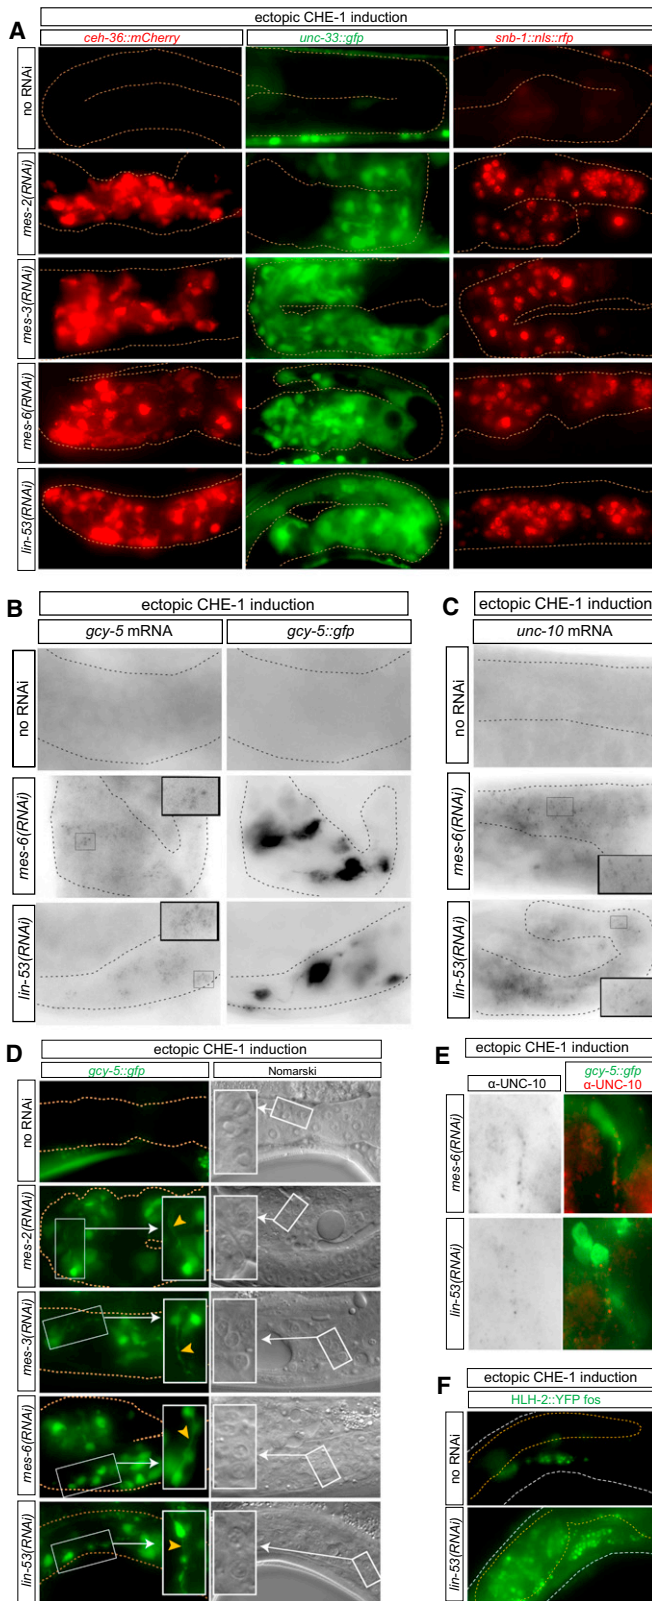 A
ectopic CHE-1 induction
ceh-36::mCherry
unc-33::gfp
snb-1::nls::rfp
no RNAi
mes-2(RNAi)
mes-3(RNAi)
mes-6(RNAi)
lin-53(RNAi)
B
ectopic CHE-1 induction
gcy-5 mRNA
gcy-5::gfp
no RNAi
mes-6(RNAi)
lin-53(RNAi)
C
ectopic CHE-1 induction
unc-10 mRNA
no RNAi
mes-6(RNAi)
lin-53(RNAi)
D
ectopic CHE-1 induction
gcy-5::gfp
Nomarski
no RNAi
mes-2(RNAi)
mes-3(RNAi)
mes-6(RNAi)
lin-53(RNAi)
E
ectopic CHE-1 induction
α-UNC-10
gcy-5::gfp
α-UNC-10
mes-6(RNAi)
lin-53(RNAi)
F
ectopic CHE-1 induction
HLH-2::YFP fos
no RNAi
lin-53(RNAi)